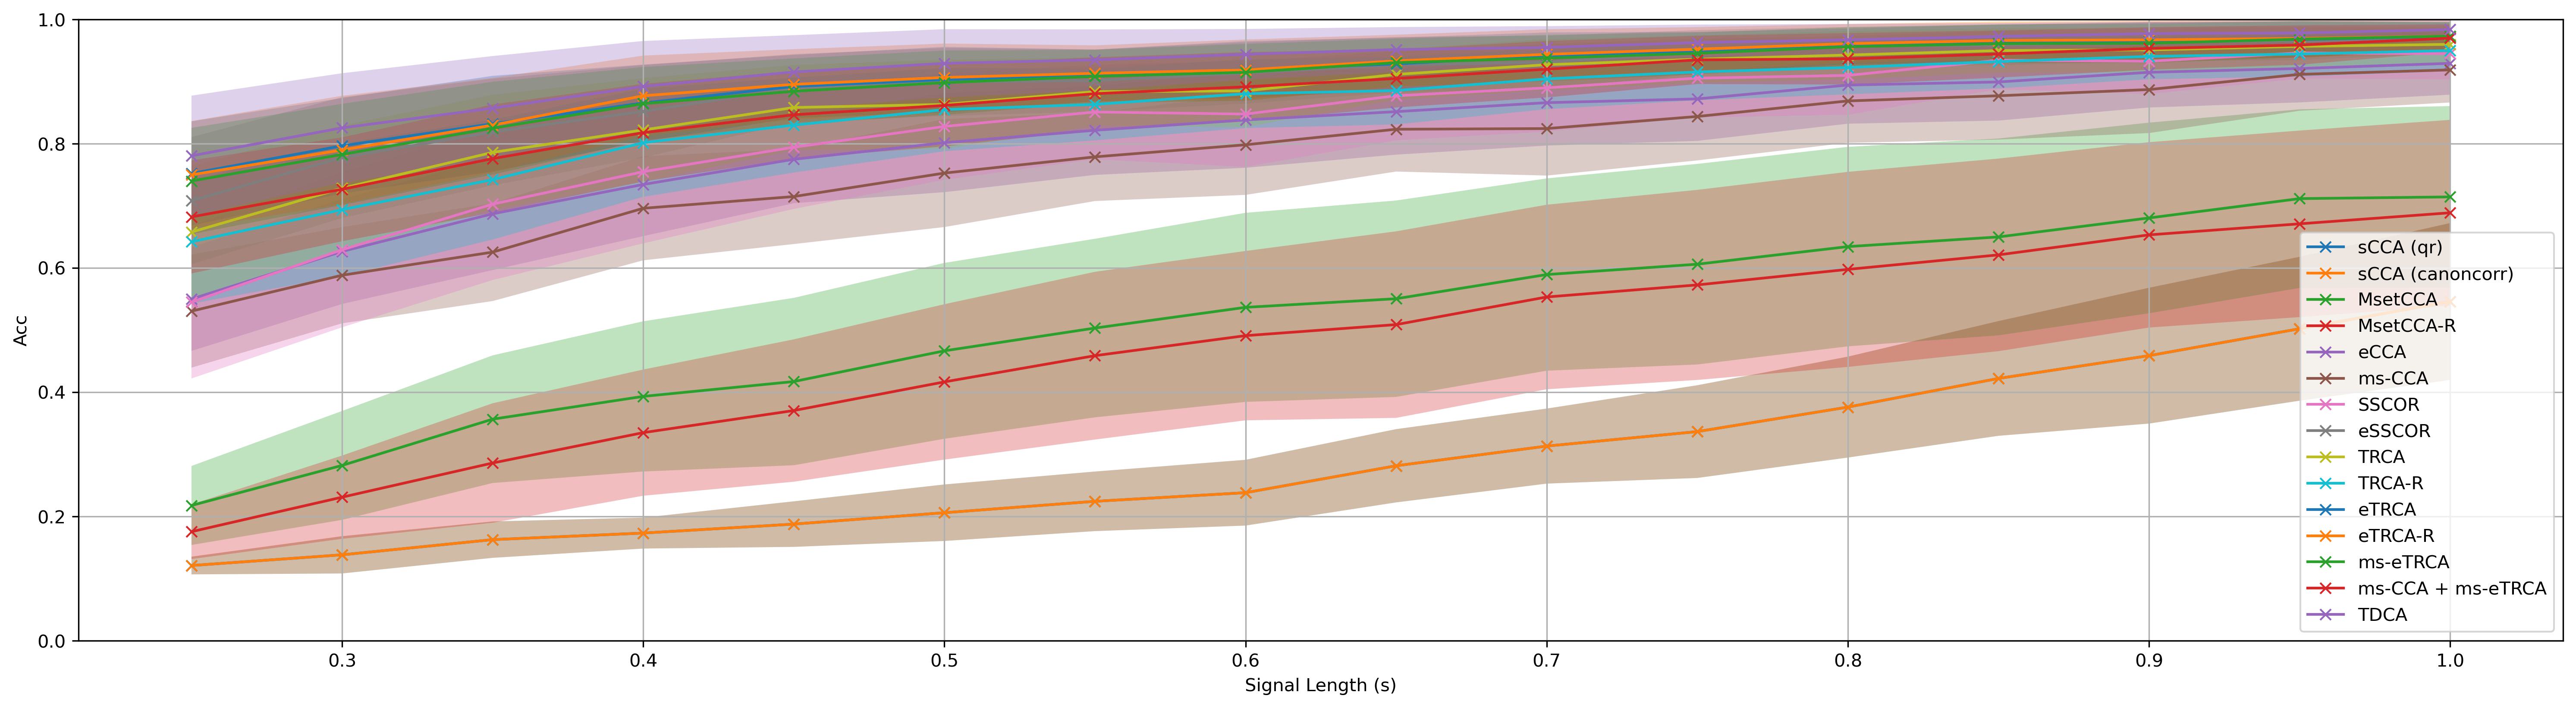 1.0
0.8
0.6
0.4
0.2
0.0
Acc
0.3
0.4
0.5
0.6
0.7
0.8
0.9
1.0
Signal Length (s)
sCCA (qr)
sCCA (canoncorr)
MsetCCA
MsetCCA-R
eCCA
ms-CCA
SSCOR
eSSCOR
TRCA
TRCA-R
eTRCA
eTRCA-R
ms-eTRCA
ms-CCA + ms-eTRCA
TDCA